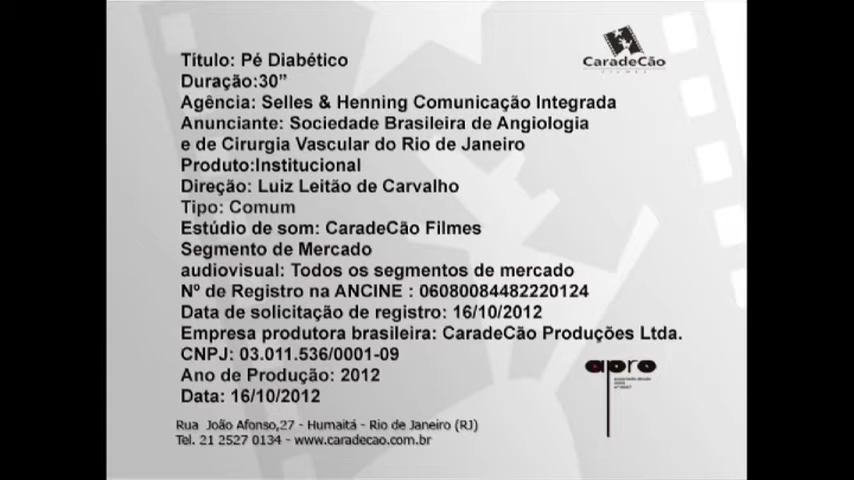 CaradeCão
FILMES
Título: Pé Diabético
Duração:30”
Agência: Selles & Henning Comunicação Integrada
Anunciante: Sociedade Brasileira de Angiologia
e de Cirurgia Vascular do Rio de Janeiro
Produto:Institucional
Direção: Luiz Leitão de Carvalho
Tipo: Comum
Estúdio de som: CaradeCão Filmes
Segmento de Mercado
audiovisual: Todos os segmentos de mercado
Nº de Registro na ANCINE : 06080084482220124
Data de solicitação de registro: 16/10/2012
Empresa produtora brasileira: CaradeCão Produções Ltda.
CNPJ: 03.011.536/0001-09
apro
Ano de Produção: 2012
Data: 16/10/2012
Rua João Afonso,27 - Humaitá - Rio de Janeiro (RJ)
Tel. 21 2527 0134 - www.caradecao.com.br